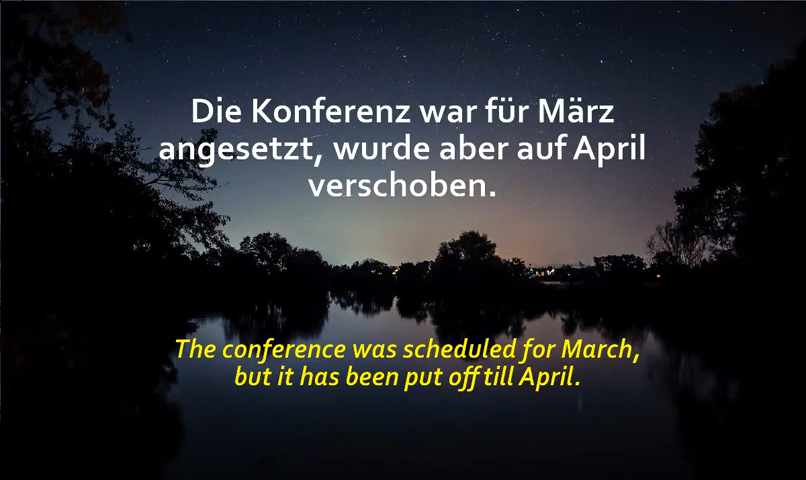 Die Konferenz war für März
angesetzt, wurde aber auf April
verschoben.
The conference was scheduled for March,
but it has been put off till April.